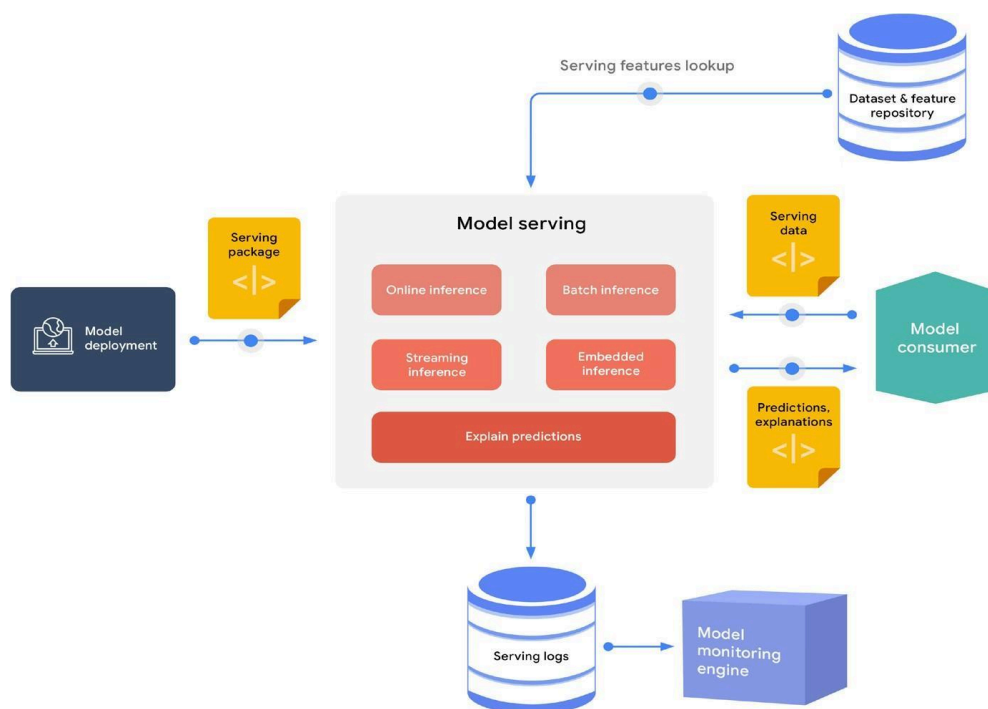 Serving features lookup
Dataset & feature
repository
Model serving
Serving
package
</>
Serving
data
</>
Online inference
Batch inference
Model
deployment
Model
consumer
Streaming
inference
Embedded
inference
Predictions,
explanations
</>
Explain predictions
Serving logs
Model
monitoring
engine